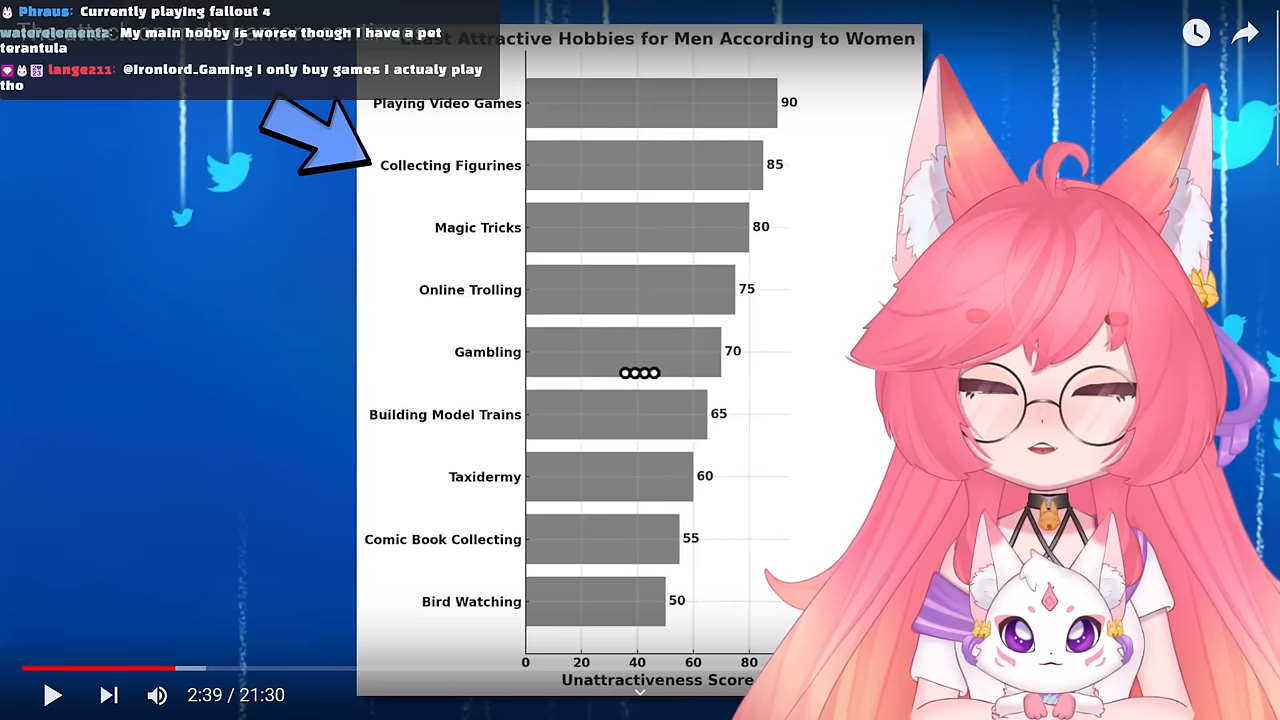 Phraus: Currently playing fallout 4
waterelementz: My main hobby is worse though I have a pet
terantula
lange211: @Ironlord_Gaming I only buy games I actualy play
tho
Least Attractive Hobbies for Men According to Women
Playing Video Games 90
Collecting Figurines 85
Magic Tricks 80
Online Trolling 75
Gambling 70
Building Model Trains 65
Taxidermy 60
Comic Book Collecting 55
Bird Watching 50
0 20 40 60 80
Unattractiveness Score
2:39 / 21:30